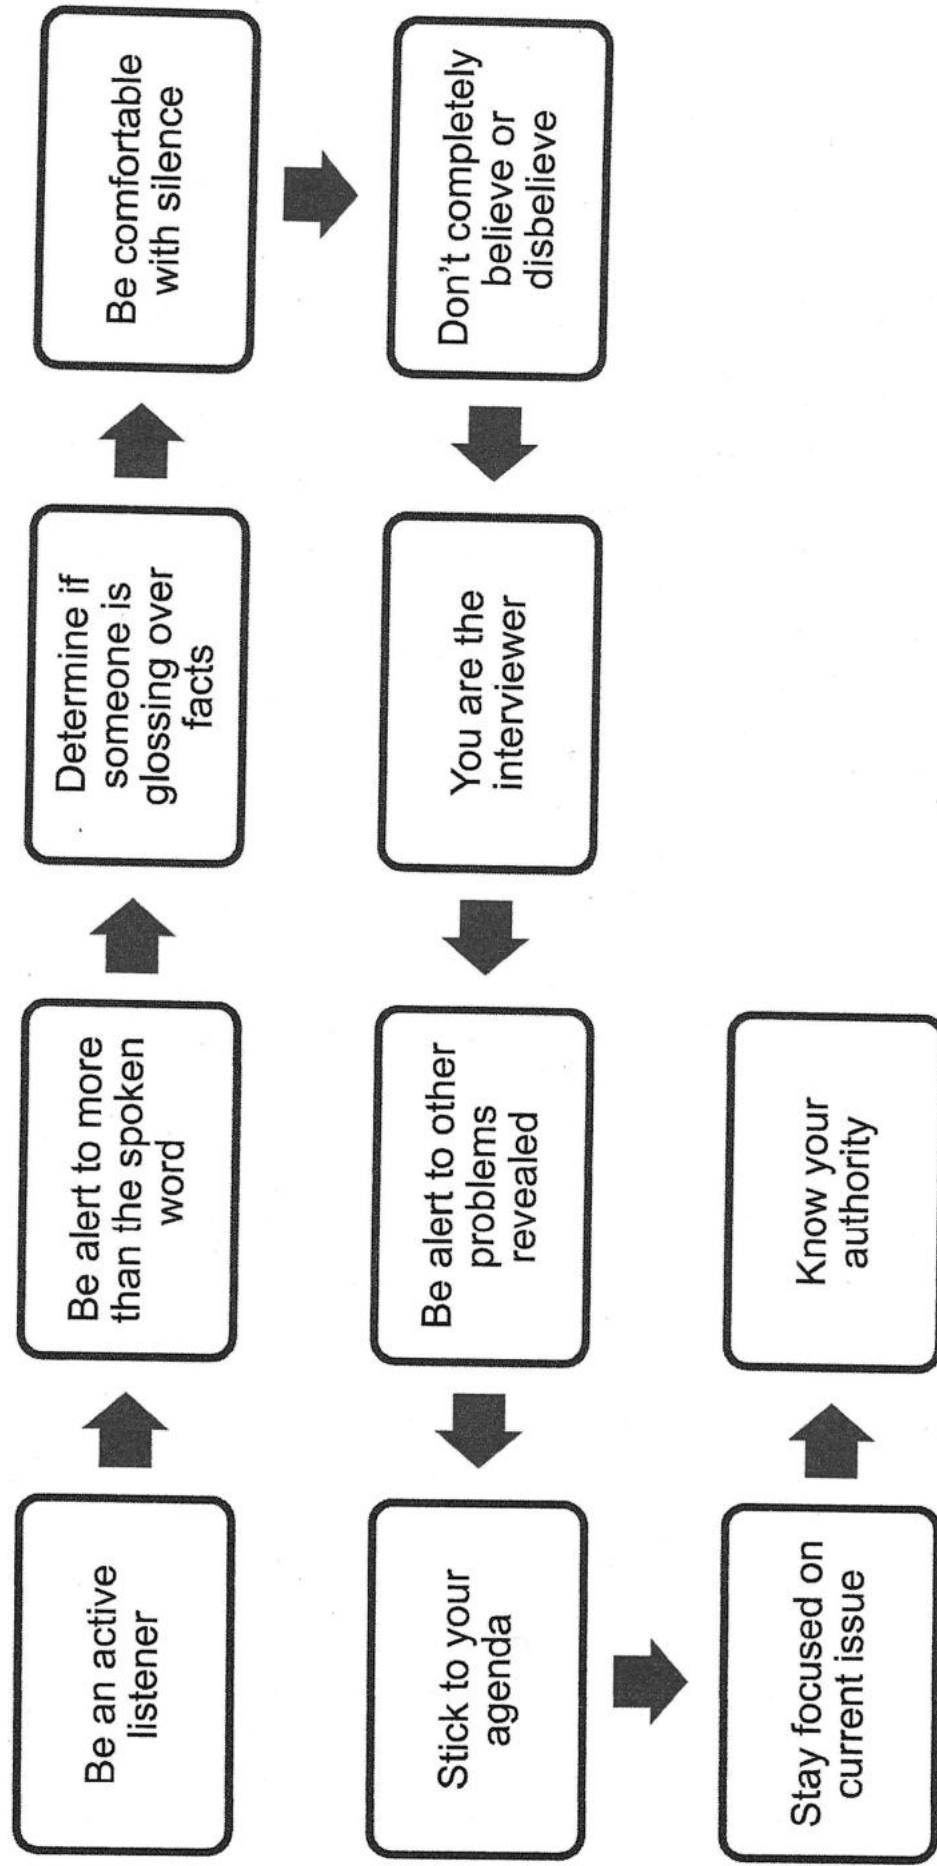 Be an active
listener
Be alert to more
than the spoken
word
Determine if
someone is
glossing over
facts
Be comfortable
with silence
Don't completely
believe or
disbelieve
You are the
interviewer
Be alert to other
problems
revealed
Stick to your
agenda
Stay focused on
current issue
Know your
authority